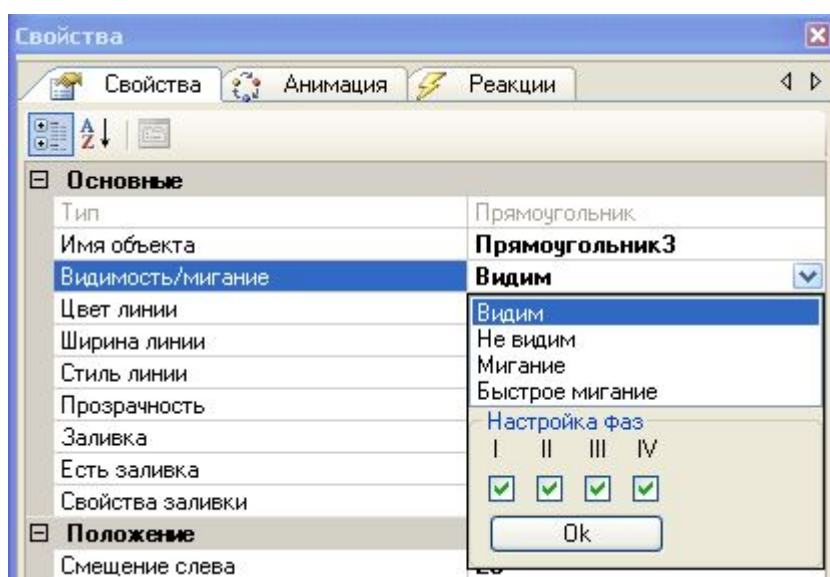 Свойства
Свойства Анимация Реакции
Основные
Тип Прямоугольник
Имя объекта Прямоугольник3
Видимость/мигание Видим
Цвет линии Видим
Ширина линии Не видим
Стиль линии Мигание
Прозрачность Быстрое мигание
Заливка Настройка фаз
Есть заливка I II III IV
Свойства заливки
Положение Ok
Смещение слева